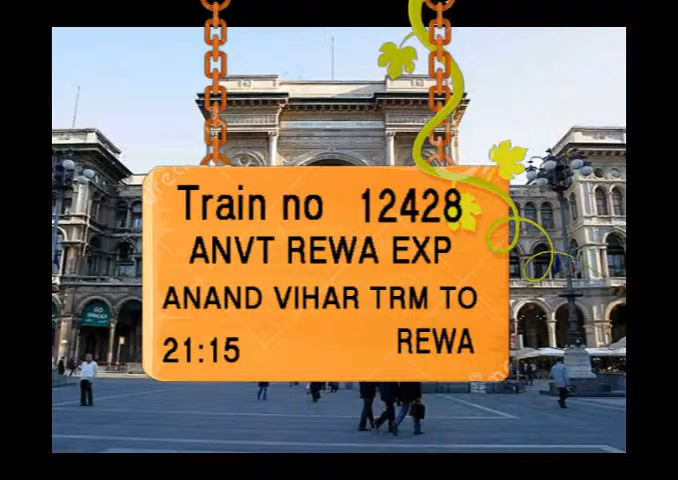 Train no 12428
ANVT REWA EXP
ANAND VIHAR TRM TO
21:15 REWA